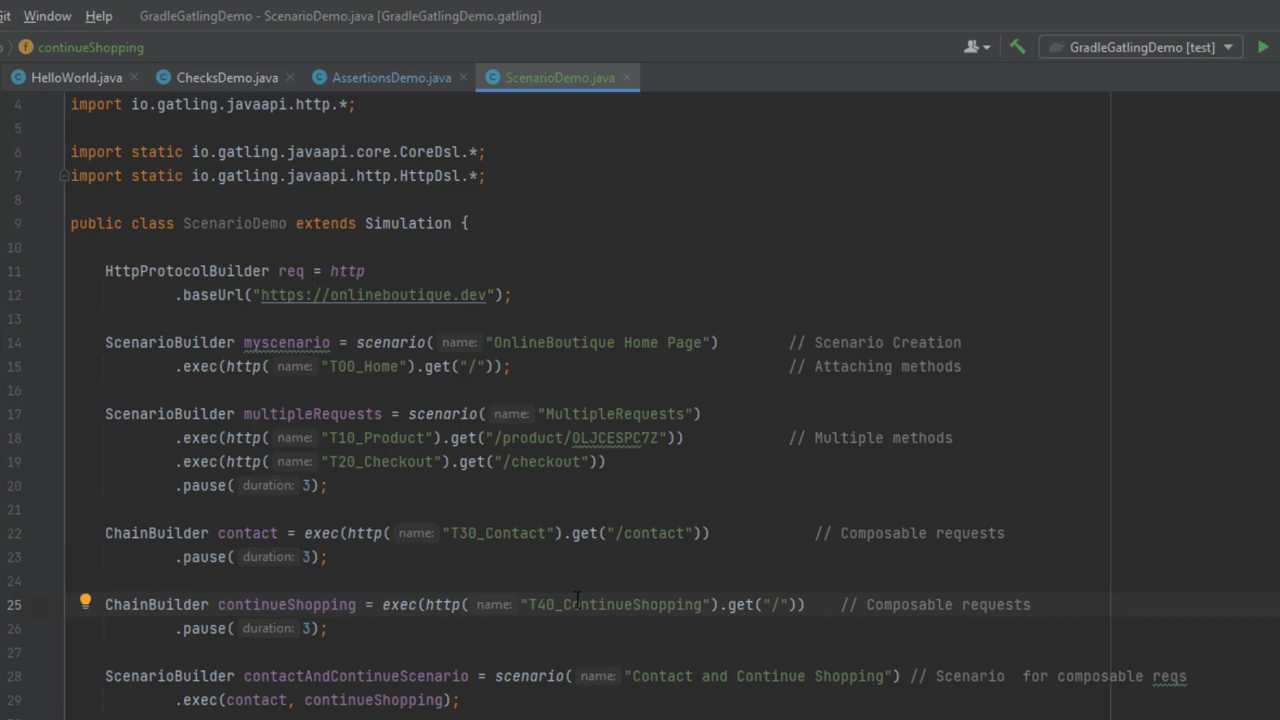 Git Window Help GradleGatlingDemo - ScenarioDemo.java [GradleGatlingDemo.gatling]
continueShopping GradleGatlingDemo [test]
HelloWorld.java ChecksDemo.java AssertionsDemo.java ScenarioDemo.java
4 import io.gatling.javaapi.http.*;
5
6 import static io.gatling.javaapi.core.CoreDsl.*;
7 import static io.gatling.javaapi.http.HttpDsl.*;
8
9 public class ScenarioDemo extends Simulation {
10
11 HttpProtocolBuilder req = http
12 .baseUrl("https://onlineboutique.dev");
13
14 ScenarioBuilder myscenario = scenario( name: "OnlineBoutique Home Page") // Scenario Creation
15 .exec(http( name: "T00_Home").get("/")); // Attaching methods
16
17 ScenarioBuilder multipleRequests = scenario( name: "MultipleRequests")
18 .exec(http( name: "T10_Product").get("/product/OLJCESPC7Z")) // Multiple methods
19 .exec(http( name: "T20_Checkout").get("/checkout"))
20 .pause( duration: 3);
21
22 ChainBuilder contact = exec(http( name: "T30_Contact").get("/contact")) // Composable requests
23 .pause( duration: 3);
24
25 ChainBuilder continueShopping = exec(http( name: "T40_ContinueShopping").get("/")) // Composable requests
26 .pause( duration: 3);
27
28 ScenarioBuilder contactAndContinueScenario = scenario( name: "Contact and Continue Shopping") // Scenario for composable reqs
29 .exec(contact, continueShopping);